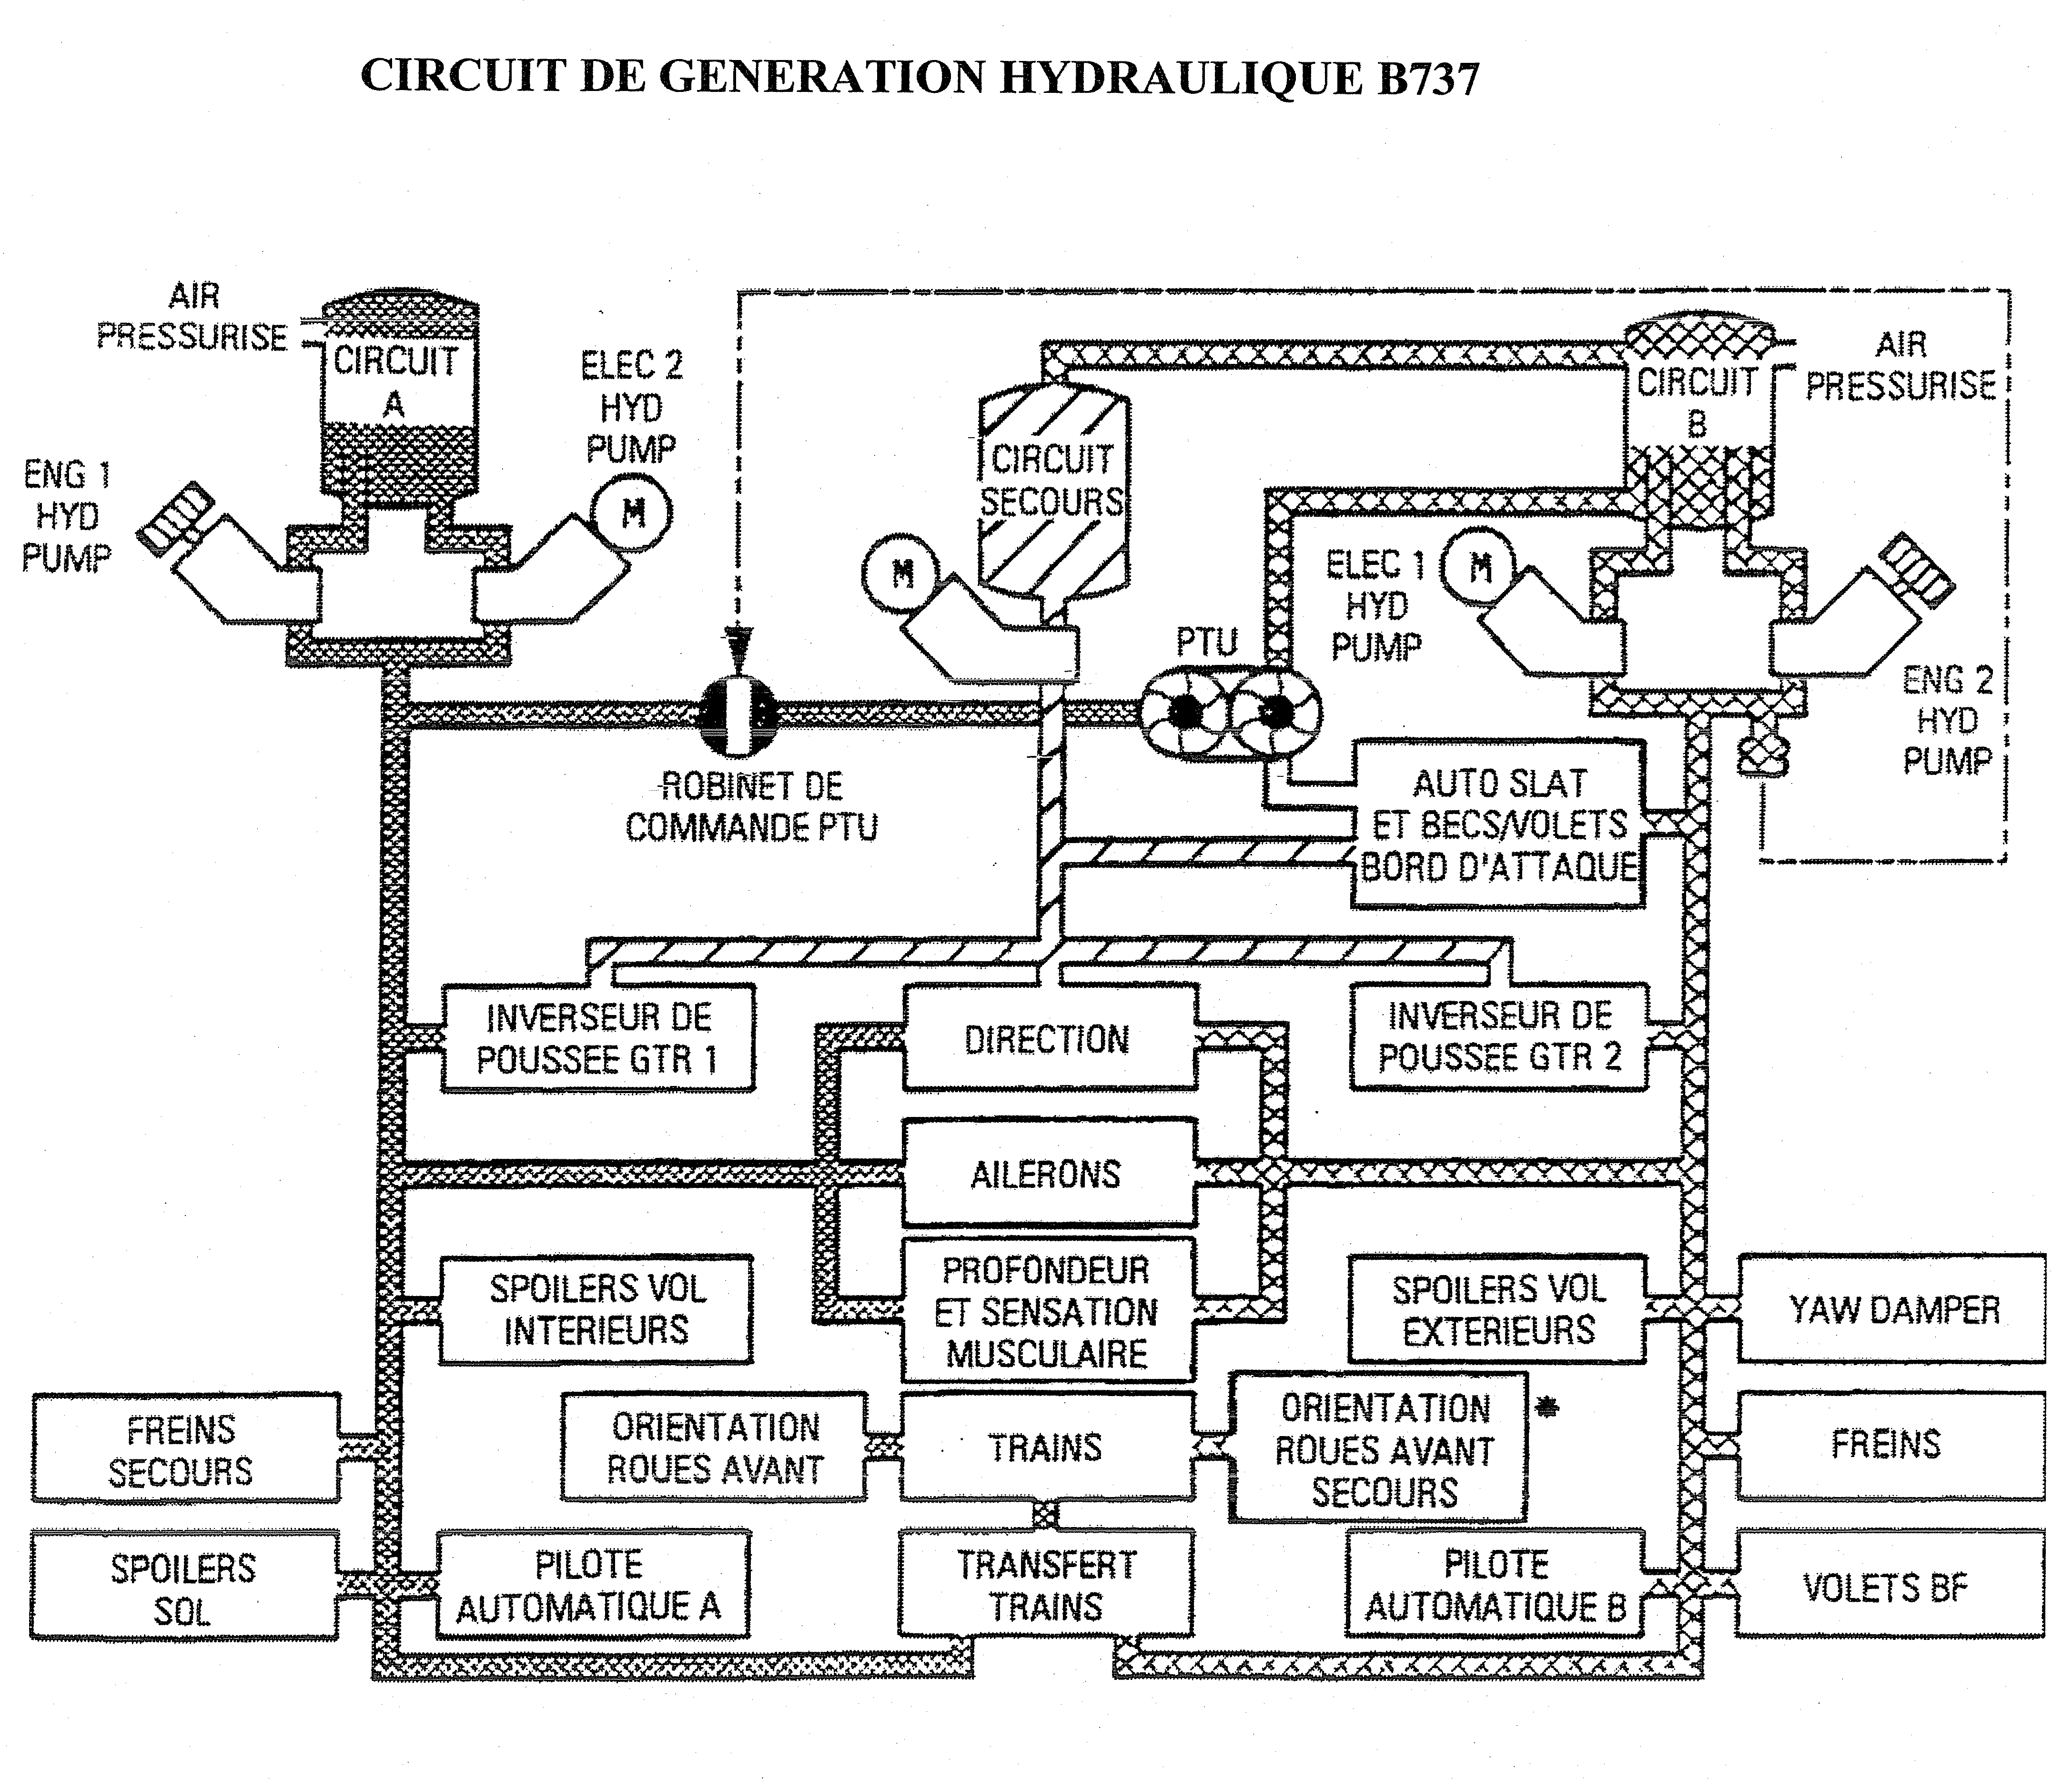 CIRCUIT DE GENERATION HYDRAULIQUE B737
AIR
PRESSURISE
CIRCUIT
A
ELEC 2
HYD
PUMP
M
ENG 1
HYD
PUMP
CIRCUIT
SECOURS
M
CIRCUIT
B
AIR
PRESSURISE
ELEC 1
HYD
PUMP
M
ENG 2
HYD
PUMP
PTU
ROBINET DE
COMMANDE PTU
AUTO SLAT
ET BECS/VOLETS
BORD D'ATTAQUE
INVERSEUR DE
POUSSEE GTR 1
DIRECTION
INVERSEUR DE
POUSSEE GTR 2
AILERONS
SPOILERS VOL
INTERIEURS
PROFONDEUR
ET SENSATION
MUSCULAIRE
SPOILERS VOL
EXTERIEURS
YAW DAMPER
FREINS
SECOURS
ORIENTATION
ROUES AVANT
TRAINS
ORIENTATION
ROUES AVANT
SECOURS
*
FREINS
SPOILERS
SOL
PILOTE
AUTOMATIQUE A
TRANSFERT
TRAINS
PILOTE
AUTOMATIQUE B
VOLETS BF